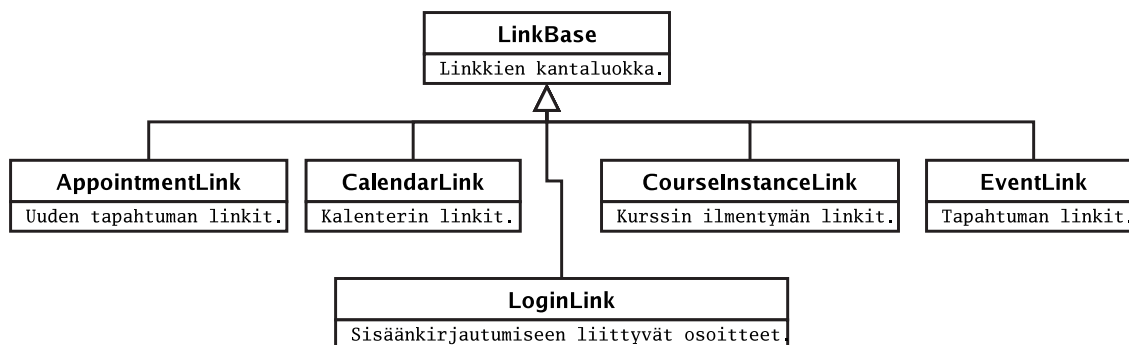 LinkBase
Linkkien kantaluokka.
AppointmentLink
Uuden tapahtuman linkit.
CalendarLink
Kalenterin linkit.
CourseInstanceLink
Kurssin ilmentymän linkit.
EventLink
Tapahtuman linkit.
LoginLink
Sisäänkirjautumiseen liittyvät osoitteet.